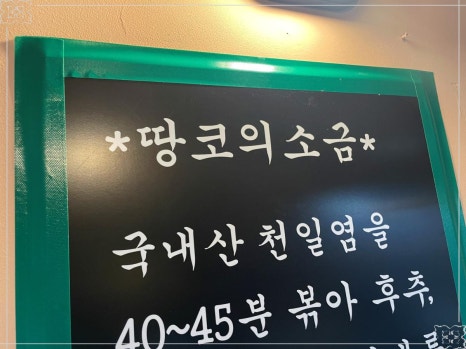 *땅코의소금*
국내산 천일염을
40~45분 볶아 후추,